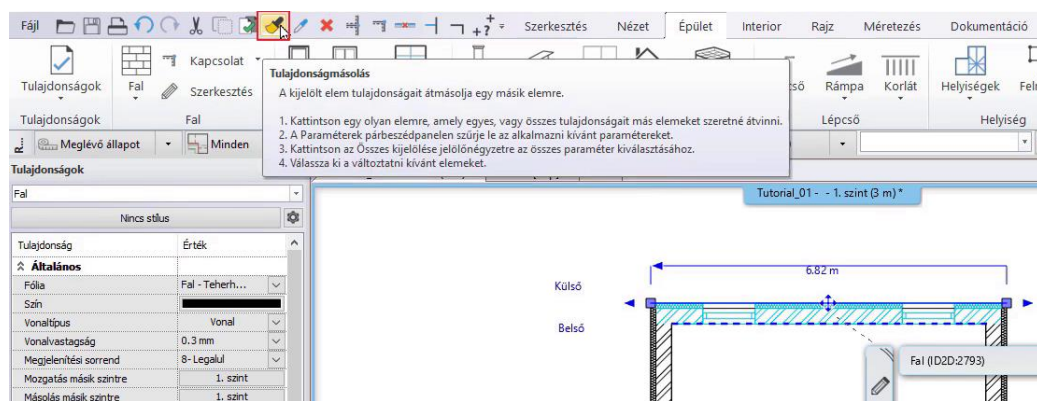 Fájl Szerkesztés Nézet Épület Interior Rajz Méretezés Dokumentáció
Tulajdonságok Fal Kapcsolat Szerkesztés Rámpa Korlát Helyiségek
Tulajdonságok Fal Lépcső Helyiség
Meglévő állapot Minden
Tulajdonságmásolás
A kijelölt elem tulajdonságait átmásolja egy másik elemre.
1. Kattintson egy olyan elemre, amely egyes, vagy összes tulajdonságait más elemeket szeretné átvinni.
2. A Paraméterek párbeszédpanelen szűrje le az alkalmazni kívánt paramétereket.
3. Kattintson az Összes kijelölése jelölőnégyzetre az összes paraméter kiválasztásához.
4. Válassza ki a változtatni kívánt elemeket.
Tulajdonságok
Fal
Nincs stílus
Tulajdonság Érték
Általános
Fólia Fal - Teherh...
Szín
Vonaltípus Vonal
Vonalvastagság 0.3 mm
Megjelenítési sorrend 8- Legalul
Mozgatás másik szintre 1. szint
Másolás másik szintre 1. szint
Tutorial_01 - - 1. szint (3 m) *
6.82 m
Külső
Belső
Fal (ID2D:2793)